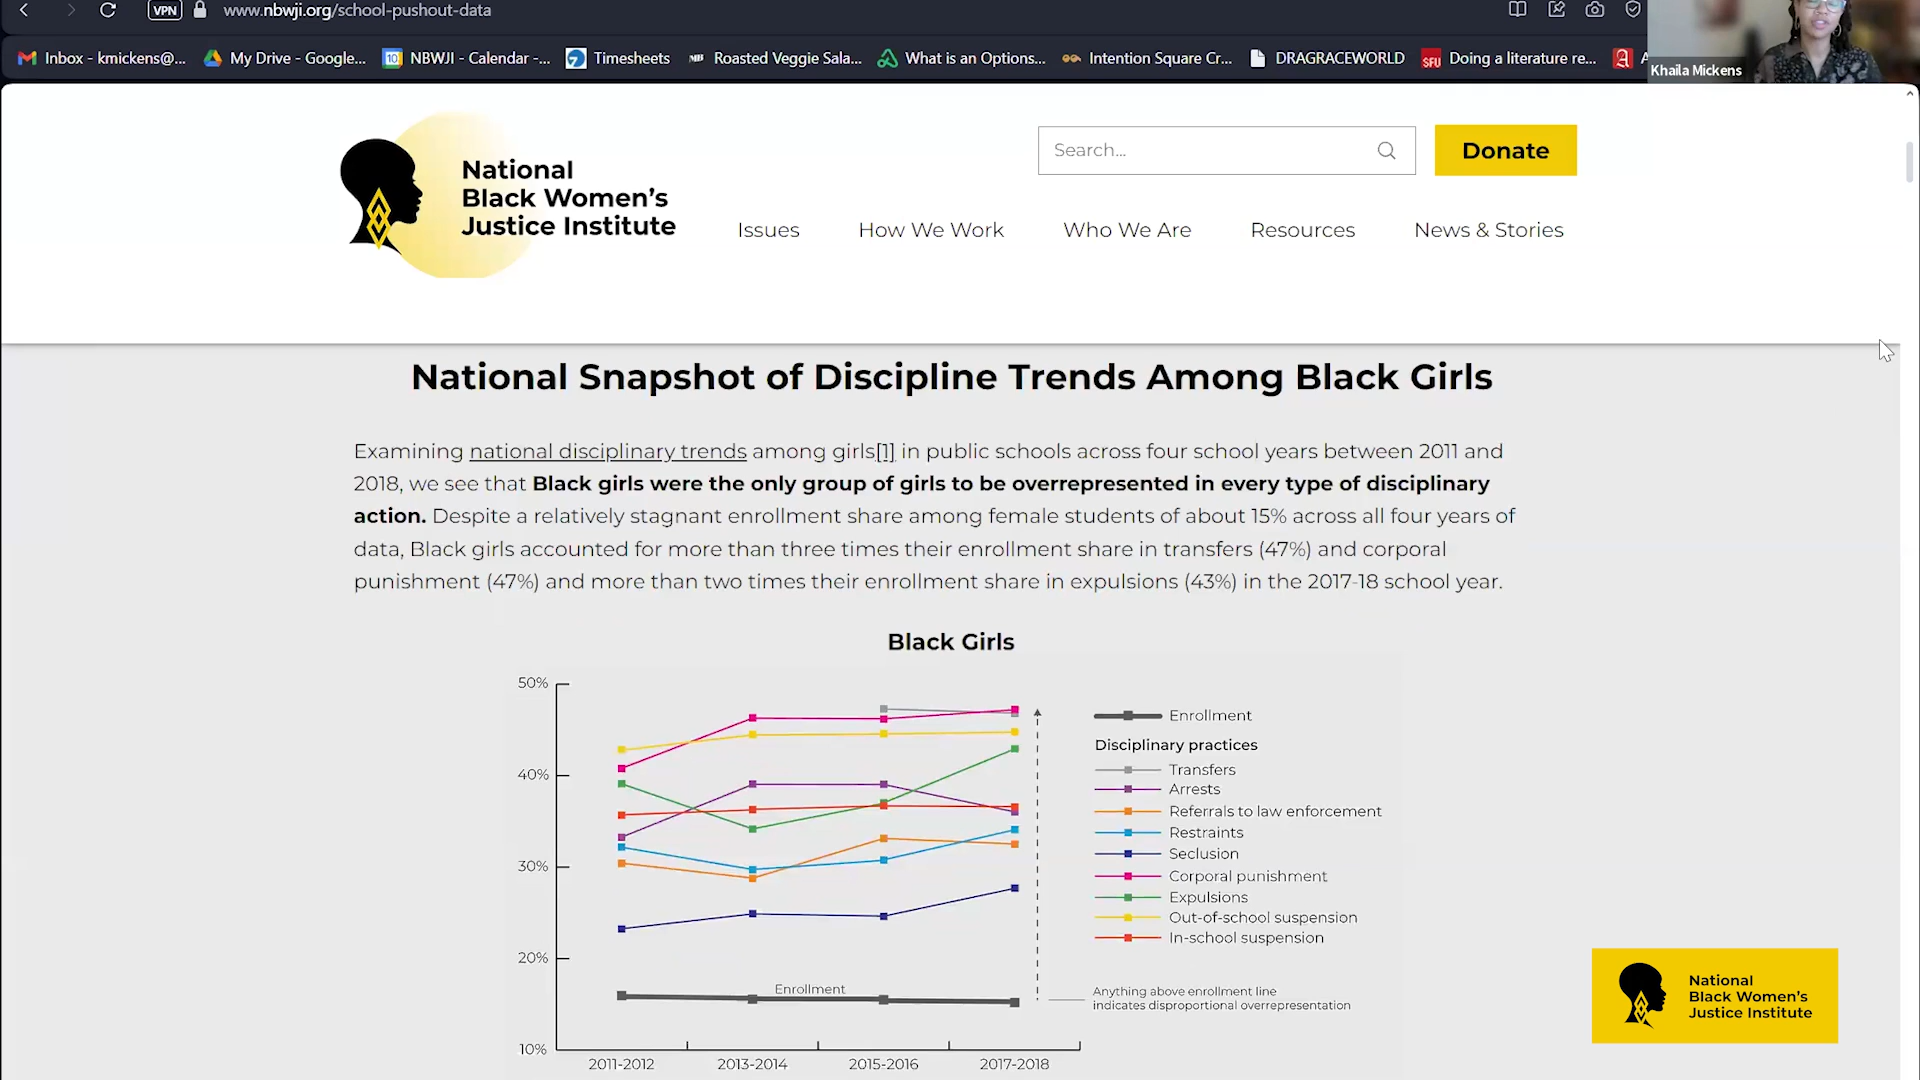 VPN
www.nbwji.org/school-pushout-data
Inbox - kmickens@...
My Drive - Google...
10
NBWJI - Calendar -...
Timesheets
Roasted Veggie Sala...
What is an Options...
Intention Square Cr...
DRAGRACEWORLD
SFU
Doing a literature re...
Khaila Mickens
National
Black Women's
Justice Institute
Search...
Donate
Issues
How We Work
Who We Are
Resources
News & Stories
National Snapshot of Discipline Trends Among Black Girls
Examining national disciplinary trends among girls[1] in public schools across four school years between 2011 and
2018, we see that Black girls were the only group of girls to be overrepresented in every type of disciplinary
action. Despite a relatively stagnant enrollment share among female students of about 15% across all four years of
data, Black girls accounted for more than three times their enrollment share in transfers (47%) and corporal
punishment (47%) and more than two times their enrollment share in expulsions (43%) in the 2017-18 school year.
Black Girls
50%
40%
30%
20%
10%
Enrollment
2011-2012
2013-2014
2015-2016
2017-2018
Enrollment
Disciplinary practices
Transfers
Arrests
Referrals to law enforcement
Restraints
Seclusion
Corporal punishment
Expulsions
Out-of-school suspension
In-school suspension
Anything above enrollment line
indicates disproportional overrepresentation
National
Black Women's
Justice Institute